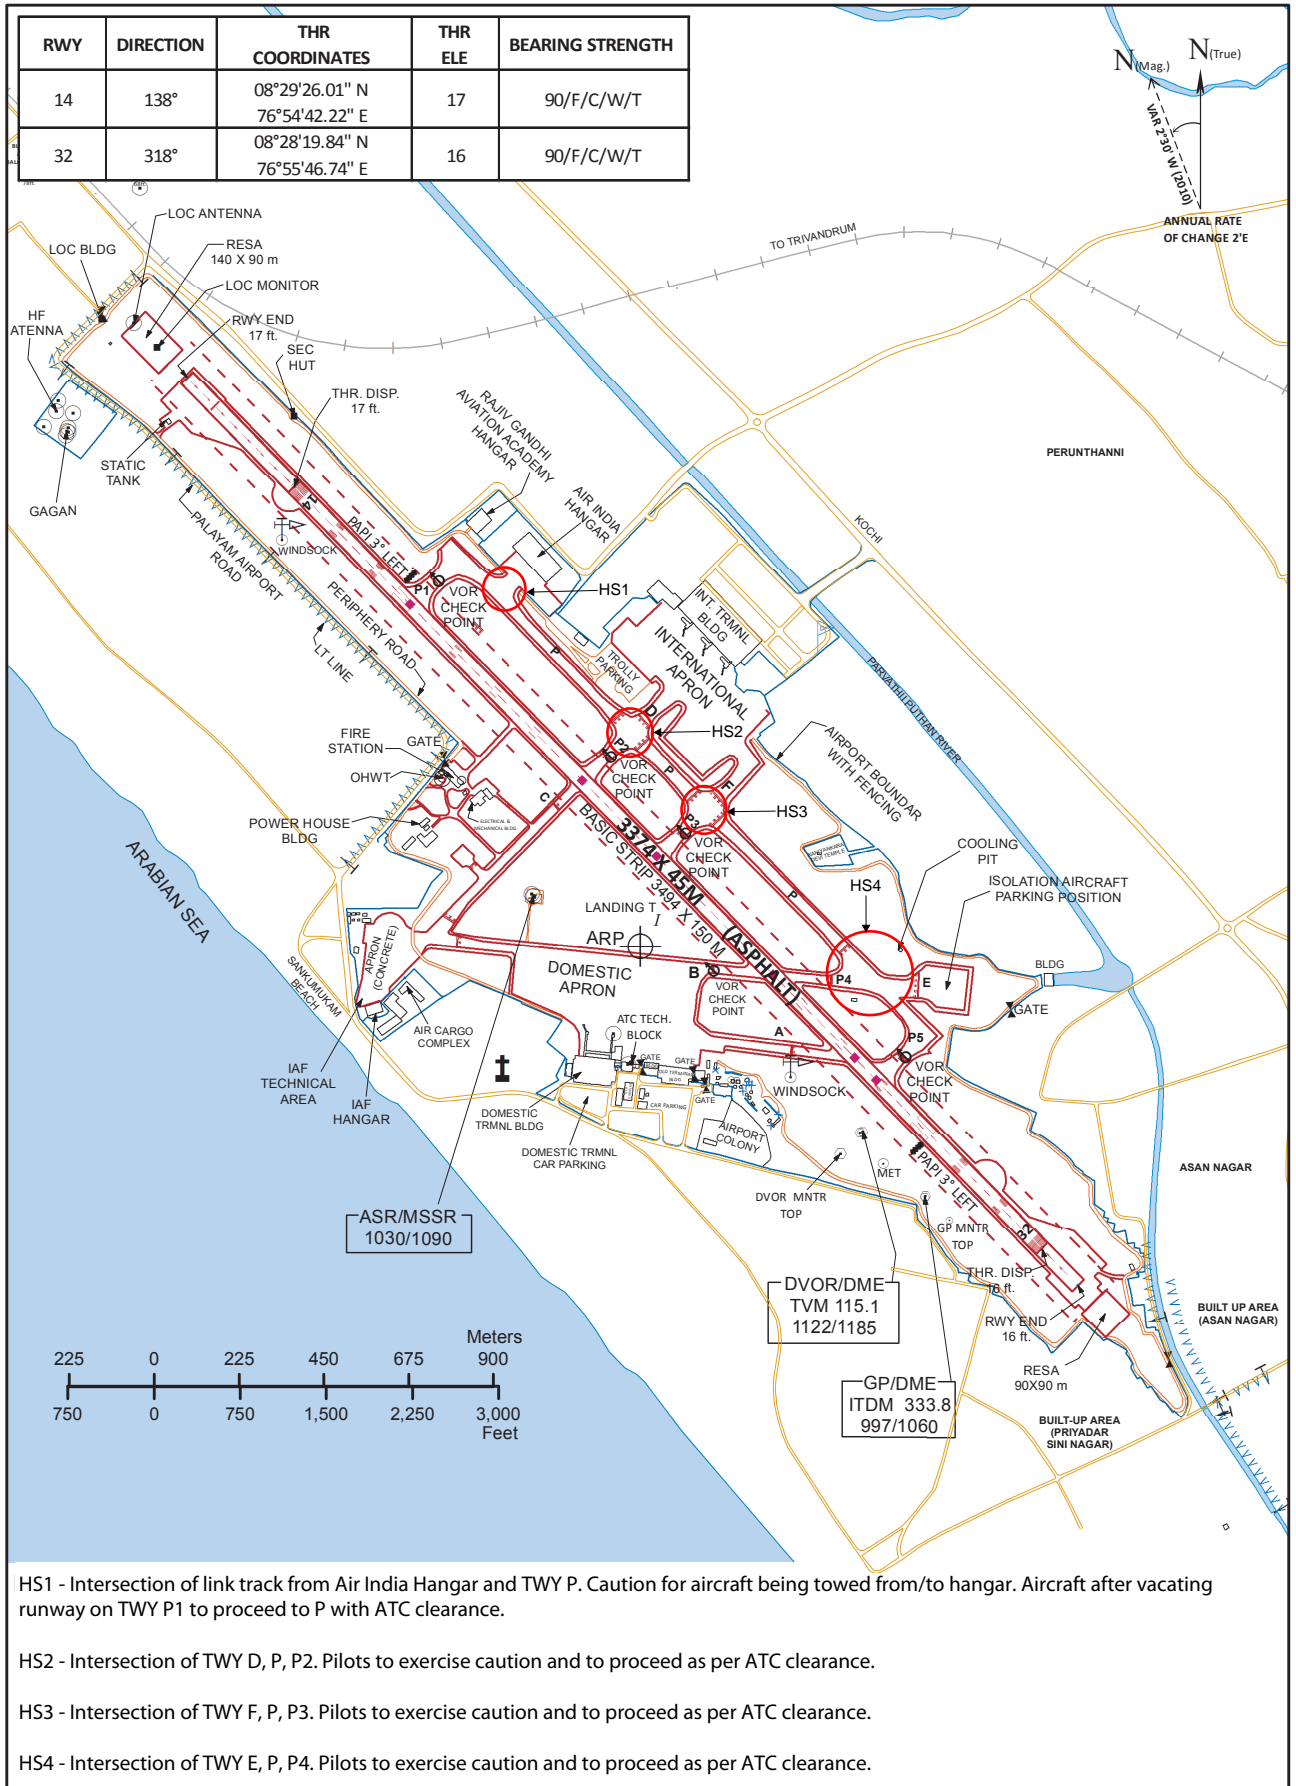 RWY DIRECTION THR COORDINATES THR ELE BEARING STRENGTH
14 138° 08°29'26.01" N 76°54'42.22" E 17 90/F/C/W/T
32 318° 08°28'19.84" N 76°55'46.74" E 16 90/F/C/W/T
N(Mag.)
N(True)
VAR 2°30' W (2010)
ANNUAL RATE
OF CHANGE 2'E
TO TRIVANDRUM
LOC ANTENNA
LOC BLDG
RESA
140 X 90 m
LOC MONITOR
HF
ATENNA
RWY END
17 ft.
SEC
HUT
THR. DISP.
17 ft.
RAJIV GANDHI
AVIATION ACADEMY
HANGAR
AIR INDIA
HANGAR
PERUNTHANNI
KOCHI
STATIC
TANK
GAGAN
14
PALAYAM AIRPORT
ROAD
WINDSOCK
PAPI 3° LEFT
P1
VOR
CHECK
POINT
HS1
INT. TRMNL
BLDG
PERIPHERY ROAD
LT LINE
P
TROLLY
PARKING
INTERNATIONAL
APRON
PARVATHI PUTHAN RIVER
D
HS2
P2
P
F
VOR
CHECK
POINT
AIRPORT BOUNDAR
WITH FENCING
FIRE
STATION
GATE
OHWT
C
ELECTRICAL &
MECHANICAL BLDG
POWER HOUSE
BLDG
HS3
P3
3374 X 45M
(ASPHALT)
BASIC STRIP 3494 X 150 M
VOR
CHECK
POINT
COOLING
PIT
ISOLATION AIRCRAFT
PARKING POSITION
HS4
P
ARABIAN SEA
LANDING T
ARP
APRON
(CONCRETE)
SANKUMUKAM
BEACH
DOMESTIC
APRON
B
VOR
CHECK
POINT
P4
E
BLDG
GATE
A
P5
AIR CARGO
COMPLEX
ATC TECH.
BLOCK
GATE
GATE
OLD TERMINAL
BLDG
GATE
CAR PARKING
WINDSOCK
VOR
CHECK
POINT
IAF
TECHNICAL
AREA
IAF
HANGAR
DOMESTIC
TRMNL BLDG
DOMESTIC TRMNL
CAR PARKING
AIRPORT
COLONY
DVOR MNTR
TOP
MET
PAPI 3° LEFT
ASAN NAGAR
GP MNTR
TOP
32
ASR/MSSR
1030/1090
DVOR/DME
TVM 115.1
1122/1185
THR. DISP.
16 ft.
RWY END
16 ft.
BUILT UP AREA
(ASAN NAGAR)
RESA
90X90 m
GP/DME
ITDM 333.8
997/1060
BUILT-UP AREA
(PRIYADAR
SINI NAGAR)
Meters
225 0 225 450 675 900
750 0 750 1,500 2,250 3,000
Feet
HS1 - Intersection of link track from Air India Hangar and TWY P. Caution for aircraft being towed from/to hangar. Aircraft after vacating
runway on TWY P1 to proceed to P with ATC clearance.
HS2 - Intersection of TWY D, P, P2. Pilots to exercise caution and to proceed as per ATC clearance.
HS3 - Intersection of TWY F, P, P3. Pilots to exercise caution and to proceed as per ATC clearance.
HS4 - Intersection of TWY E, P, P4. Pilots to exercise caution and to proceed as per ATC clearance.